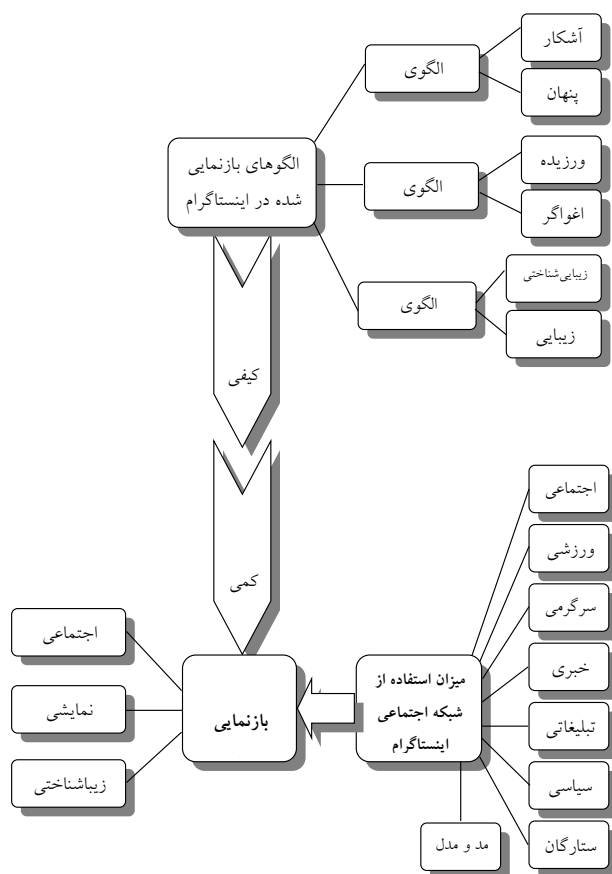 الگوهای بازنمایی
شده در اینستاگرام
الگوی
آشکار
پنهان
الگوی
ورزیده
اغواگر
الگوی
زیبایی‌شناختی
زیبایی
کیفی
کمی
میزان استفاده از
شبکه اجتماعی
اینستاگرام
اجتماعی
ورزشی
سرگرمی
خبری
تبلیغاتی
سیاسی
ستارگان
مد و مدل
بازنمایی
اجتماعی
نمایشی
زیباشناختی